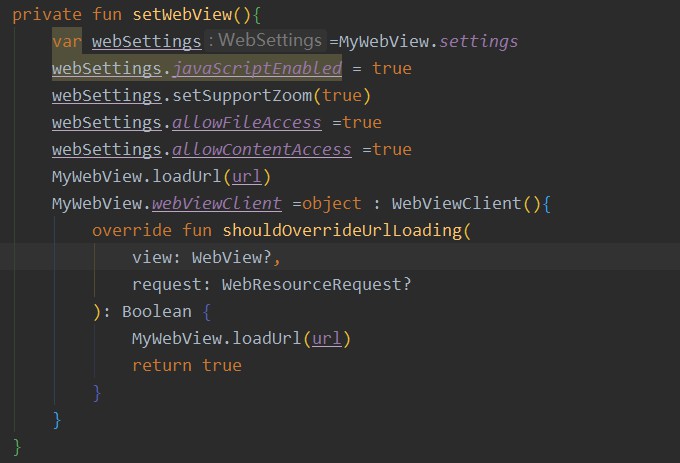 private fun setWebView(){
var webSettings : WebSettings =MyWebView.settings
webSettings.javaScriptEnabled = true
webSettings.setSupportZoom(true)
webSettings.allowFileAccess =true
webSettings.allowContentAccess =true
MyWebView.loadUrl(url)
MyWebView.webViewClient =object : WebViewClient(){
override fun shouldOverrideUrlLoading(
view: WebView?,
request: WebResourceRequest?
): Boolean {
MyWebView.loadUrl(url)
return true
}
}
}